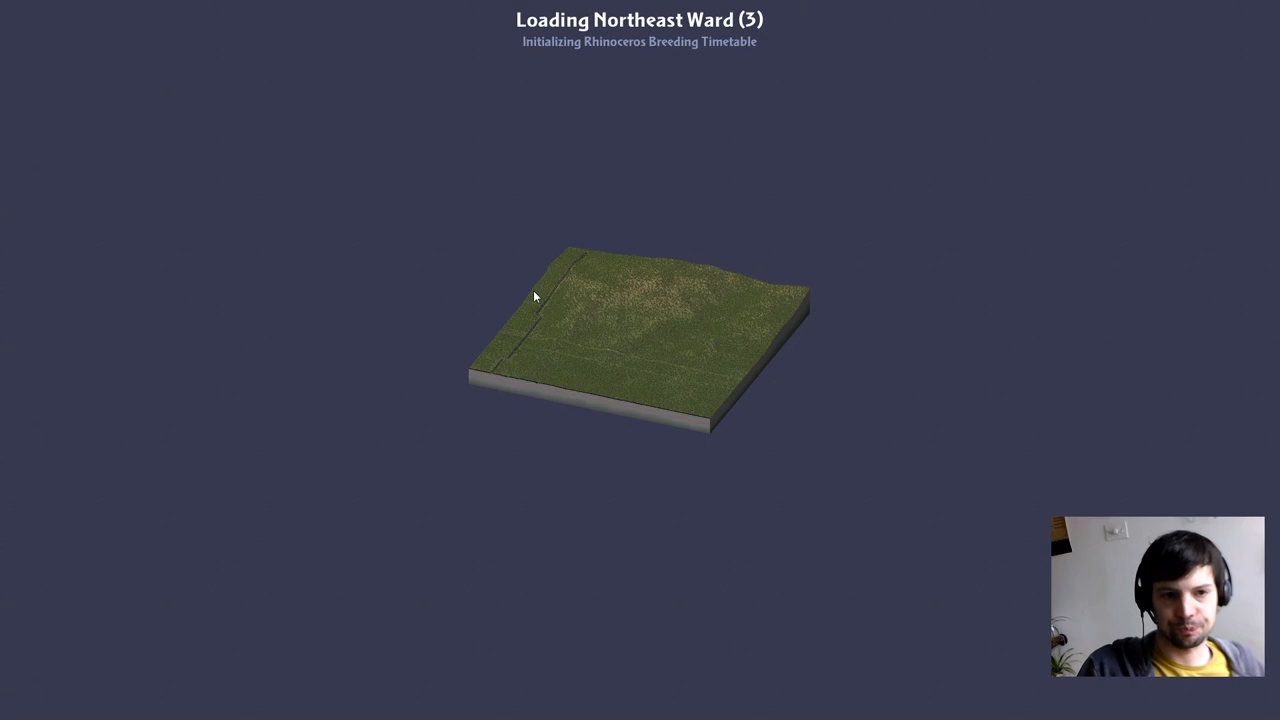 Loading Northeast Ward (3)
Initializing Rhinoceros Breeding Timetable